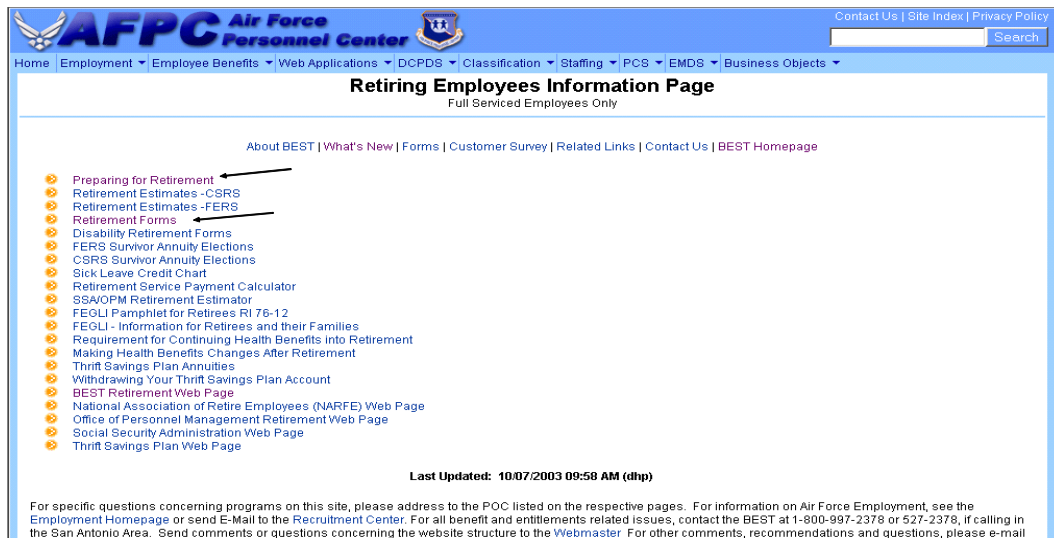 AFPC Air Force Personnel Center
Contact Us | Site Index | Privacy Policy
Search
Home Employment Employee Benefits Web Applications DCPDS Classification Staffing PCS EMDS Business Objects
Retiring Employees Information Page
Full Serviced Employees Only
About BEST | What's New | Forms | Customer Survey | Related Links | Contact Us | BEST Homepage
Preparing for Retirement
Retirement Estimates -CSRS
Retirement Estimates -FERS
Retirement Forms
Disability Retirement Forms
FERS Survivor Annuity Elections
CSRS Survivor Annuity Elections
Sick Leave Credit Chart
Retirement Service Payment Calculator
SSA/OPM Retirement Estimator
FEGLI Pamphlet for Retirees RI 76-12
FEGLI - Information for Retirees and their Families
Requirement for Continuing Health Benefits into Retirement
Making Health Benefits Changes After Retirement
Thrift Savings Plan Annuities
Withdrawing Your Thrift Savings Plan Account
BEST Retirement Web Page
National Association of Retire Employees (NARFE) Web Page
Office of Personnel Management Retirement Web Page
Social Security Administration Web Page
Thrift Savings Plan Web Page
Last Updated: 10/07/2003 09:58 AM (dhp)
For specific questions concerning programs on this site, please address to the POC listed on the respective pages. For information on Air Force Employment, see the
Employment Homepage or send E-Mail to the Recruitment Center. For all benefit and entitlements related issues, contact the BEST at 1-800-997-2378 or 527-2378, if calling in
the San Antonio Area. Send comments or questions concerning the website structure to the Webmaster For other comments, recommendations and questions, please e-mail